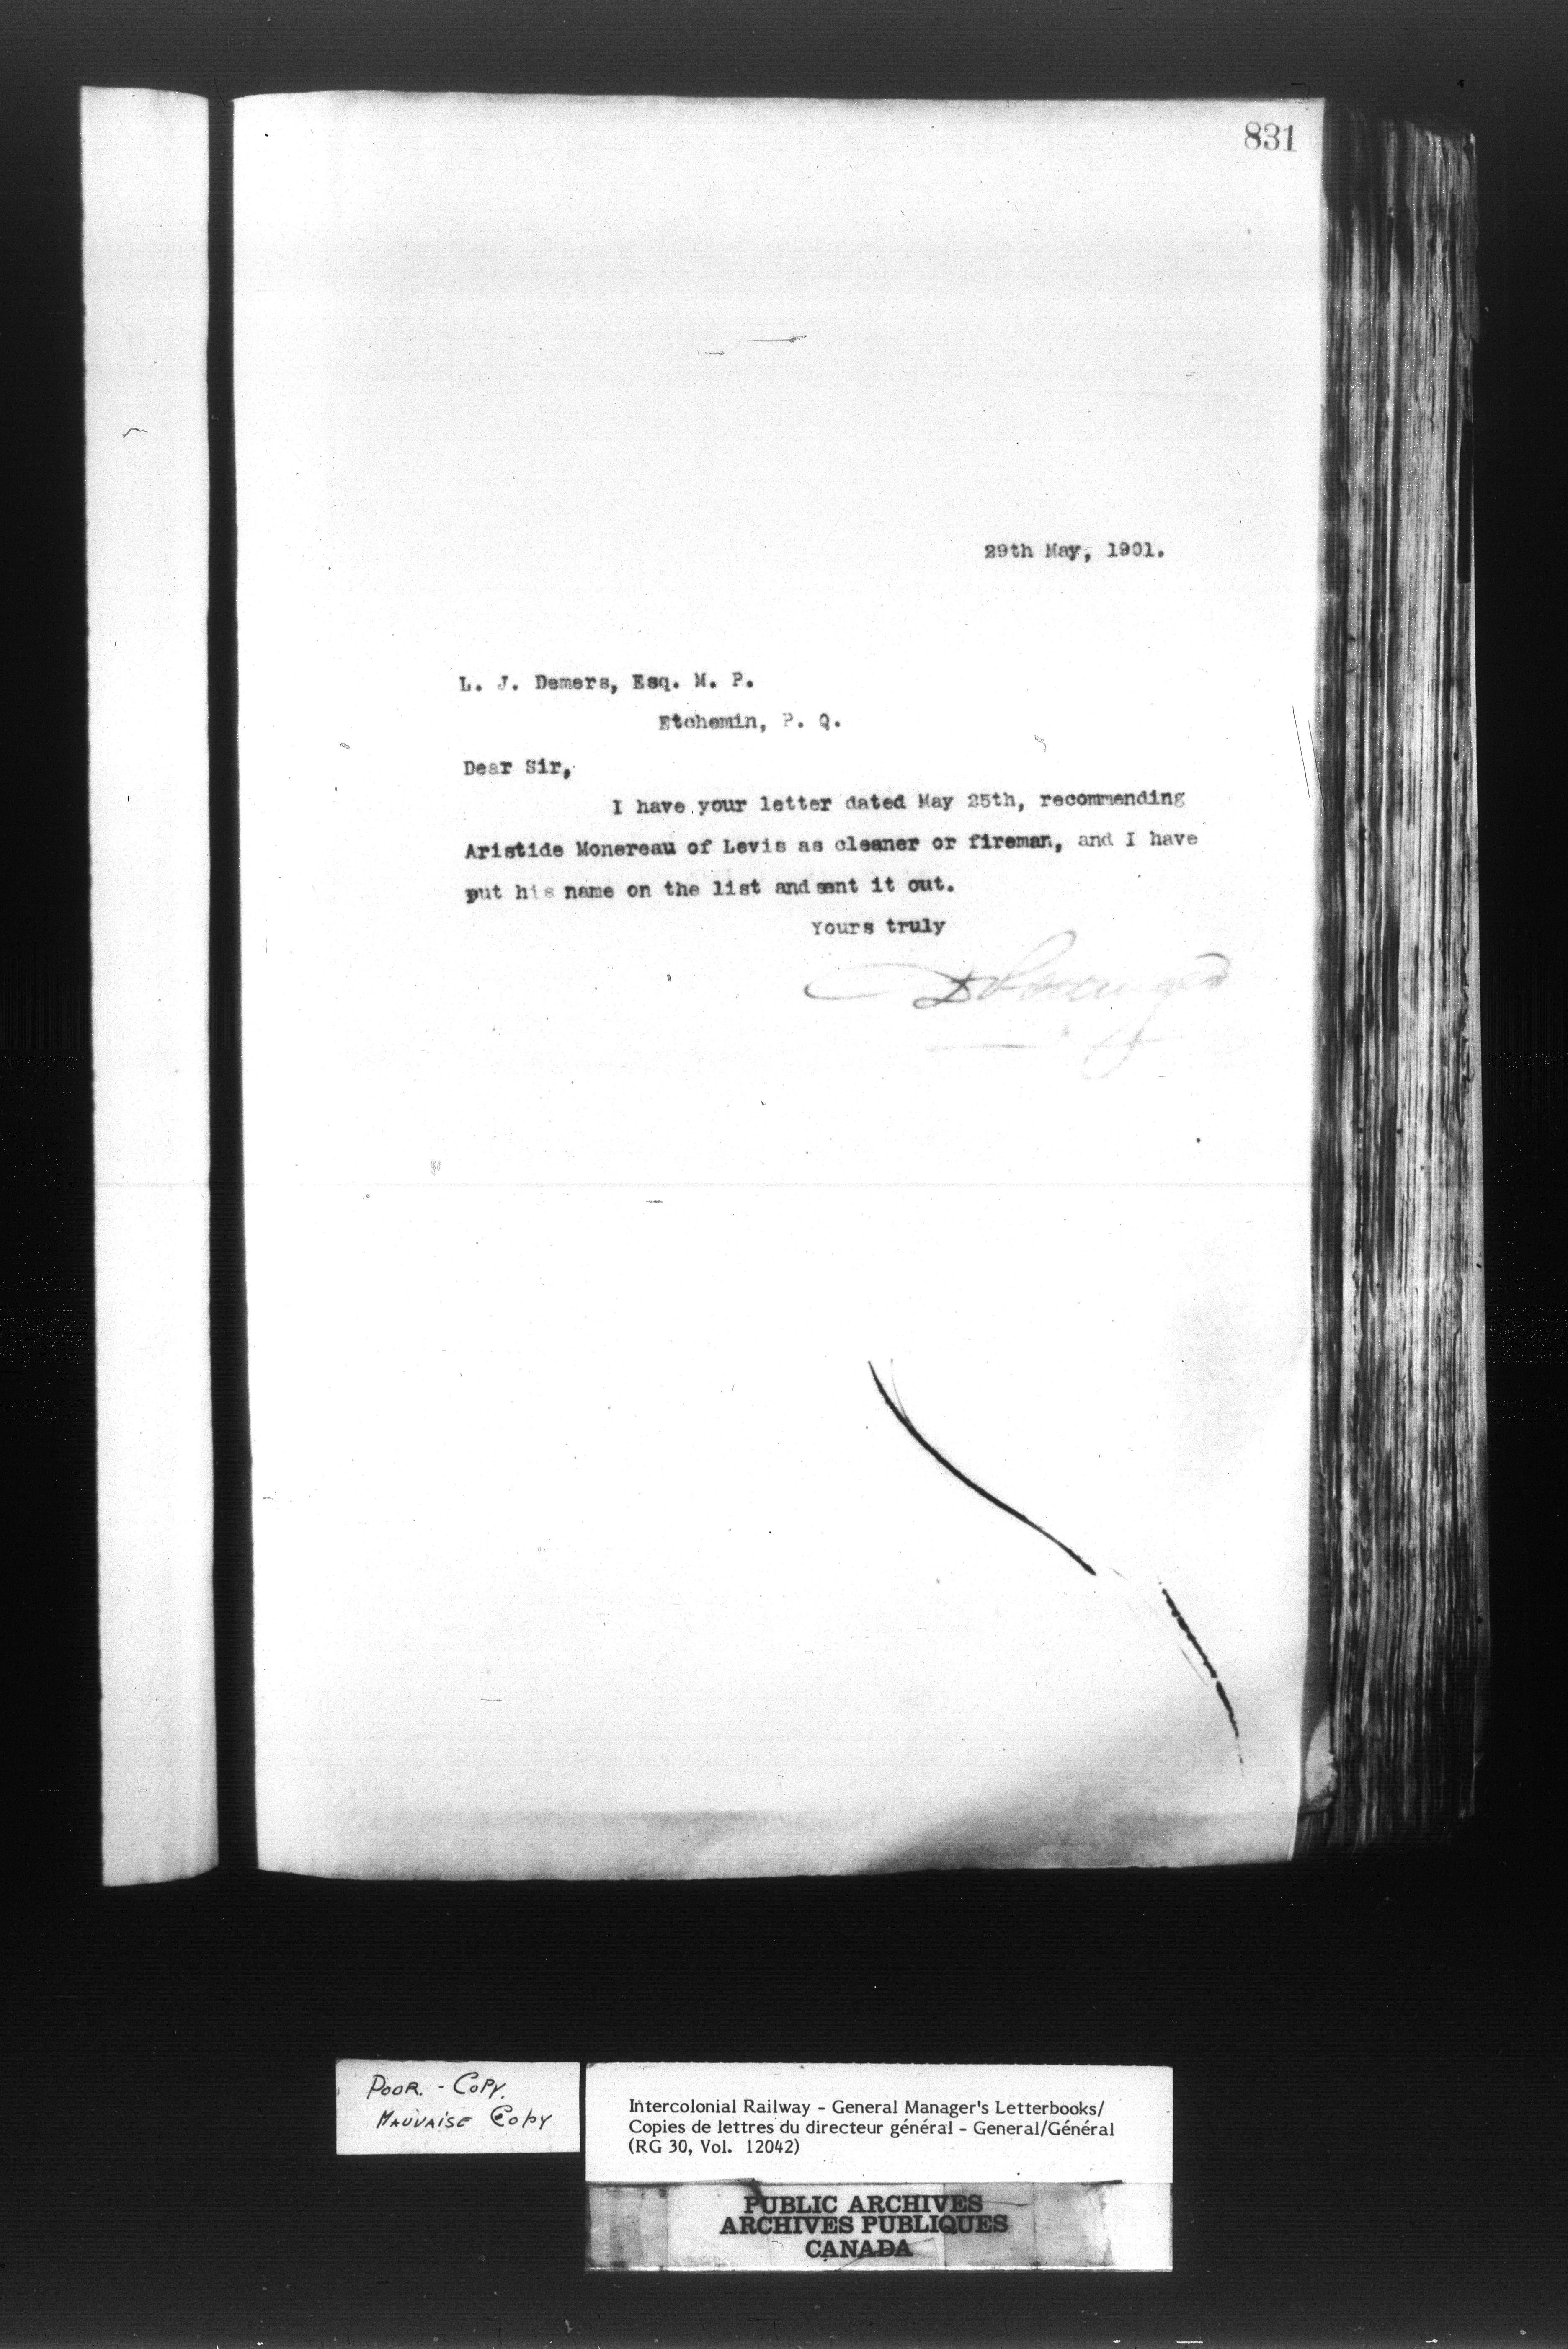 831
29th May, 1901.
L. J. Demers, Esq. M. P.
Etchemin, P. Q.
Dear Sir,
I have your letter dated May 25th, recommending
Aristide Monereau of Levis as cleaner or fireman, and I have
put his name on the list and sent it out.
Yours truly
D Pottinger
POOR. - COPY.
MAUVAISE COPY
Intercolonial Railway - General Manager's Letterbooks/
Copies de lettres du directeur général - General/Général
(RG 30, Vol. 12042)
PUBLIC ARCHIVES
ARCHIVES PUBLIQUES
CANADA